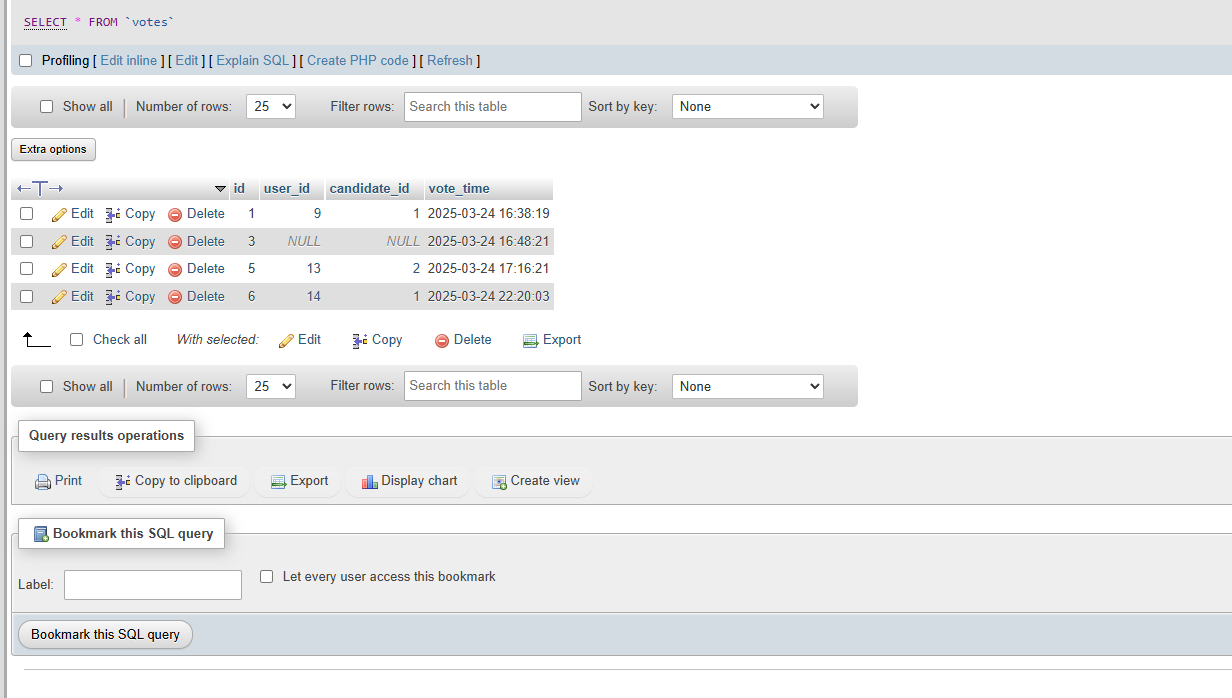 SELECT * FROM `votes`
Profiling [ Edit inline ] [ Edit ] [ Explain SQL ] [ Create PHP code ] [ Refresh ]
Show all | Number of rows: 25 Filter rows: Search this table Sort by key: None
Extra options
←T→ id user_id candidate_id vote_time
Edit Copy Delete 1 9 1 2025-03-24 16:38:19
Edit Copy Delete 3 NULL NULL 2025-03-24 16:48:21
Edit Copy Delete 5 13 2 2025-03-24 17:16:21
Edit Copy Delete 6 14 1 2025-03-24 22:20:03
Check all With selected: Edit Copy Delete Export
Show all | Number of rows: 25 Filter rows: Search this table Sort by key: None
Query results operations
Print Copy to clipboard Export Display chart Create view
Bookmark this SQL query
Label: Let every user access this bookmark
Bookmark this SQL query